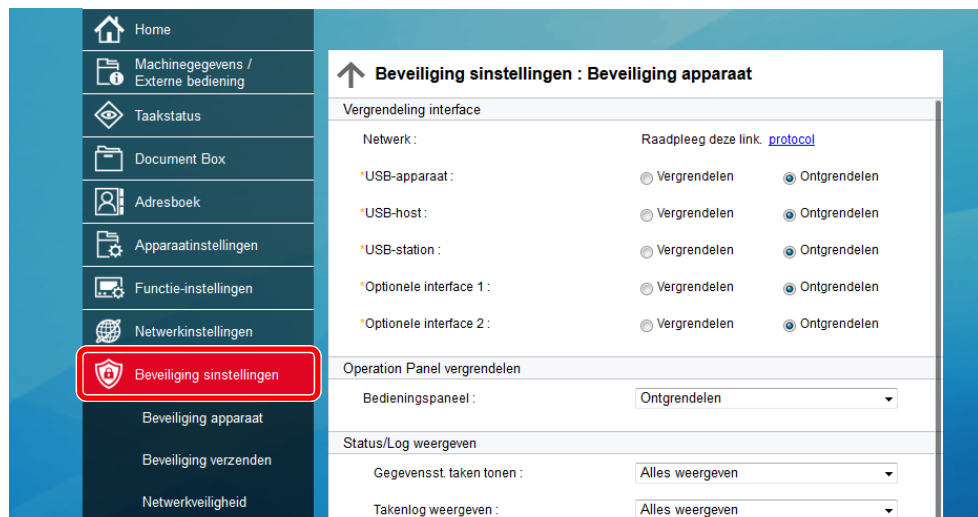 Home
Machinegegevens /
Externe bediening
Taakstatus
Document Box
Adresboek
Apparaatinstellingen
Functie-instellingen
Netwerkinstellingen
Beveiliging sinstellingen
Beveiliging apparaat
Beveiliging verzenden
Netwerkveiligheid
Beveiliging sinstellingen : Beveiliging apparaat
Vergrendeling interface
Netwerk : Raadpleeg deze link. protocol
*USB-apparaat : Vergrendelen Ontgrendelen
*USB-host : Vergrendelen Ontgrendelen
*USB-station : Vergrendelen Ontgrendelen
*Optionele interface 1 : Vergrendelen Ontgrendelen
*Optionele interface 2 : Vergrendelen Ontgrendelen
Operation Panel vergrendelen
Bedieningspaneel : Ontgrendelen
Status/Log weergeven
Gegevensst. taken tonen : Alles weergeven
Takenlog weergeven : Alles weergeven